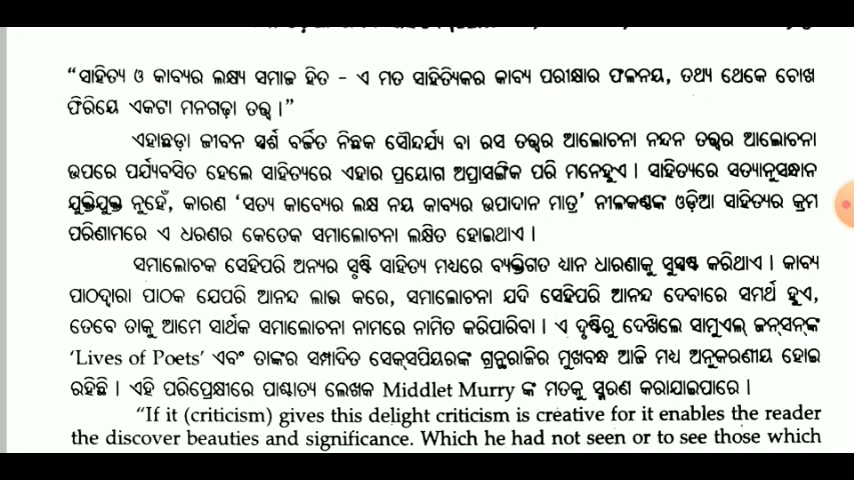 “ସାହିତ୍ୟ ଓ କାବ୍ୟର ଲକ୍ଷ୍ୟ ସମାଜ ହିତ – ଏ ମତ ସାହିତ୍ୟିକର କାବ୍ୟ ପରୀକ୍ଷାର ଫଳନୟ, ତଥ୍ୟ ଥେକେ ଚୋଖ
ଫିରିୟେ ଏକଟା ମନଗଢ଼ା ତତ୍ତ୍ୱ।”
ଏହାଛଡ଼ା ଜୀବନ ସ୍ପର୍ଶ ବର୍ଜିତ ନିଛକ ସୌନ୍ଦର୍ଯ୍ୟ ବା ରସ ତତ୍ତ୍ୱର ଆଲୋଚନା ନନ୍ଦନ ତତ୍ତ୍ୱର ଆଲୋଚନା
ଉପରେ ପର୍ଯ୍ୟବସିତ ହେଲେ ସାହିତ୍ୟରେ ଏହାର ପ୍ରୟୋଗ ଅପ୍ରାସଙ୍ଗିକ ପରି ମନେହୁଏ। ସାହିତ୍ୟରେ ସତ୍ୟାନୁସନ୍ଧାନ
ଯୁକ୍ତିଯୁକ୍ତ ନୁହେଁ, କାରଣ ‘ସତ୍ୟ କାବ୍ୟେର ଲକ୍ଷ ନୟ କାବ୍ୟର ଉପାଦାନ ମାତ୍ର’ ନୀଳକଣ୍ଠଙ୍କ ଓଡ଼ିଆ ସାହିତ୍ୟର କ୍ରମ
ପରିଣାମରେ ଏ ଧରଣର କେତେକ ସମାଲୋଚନା ଲକ୍ଷିତ ହୋଇଥାଏ।
ସମାଲୋଚକ ସେହିପରି ଅନ୍ୟର ସୃଷ୍ଟି ସାହିତ୍ୟ ମଧ୍ୟରେ ବ୍ୟକ୍ତିଗତ ଧ୍ୟାନ ଧାରଣାକୁ ସୁସ୍ପଷ୍ଟ କରିଥାଏ। କାବ୍ୟ
ପାଠଦ୍ୱାରା ପାଠକ ଯେପରି ଆନନ୍ଦ ଲାଭ କରେ, ସମାଲୋଚନା ଯଦି ସେହିପରି ଆନନ୍ଦ ଦେବାରେ ସମର୍ଥ ହୁଏ,
ତେବେ ତାକୁ ଆମେ ସାର୍ଥକ ସମାଲୋଚନା ନାମରେ ନାମିତ କରିପାରିବା। ଏ ଦୃଷ୍ଟିରୁ ଦେଖିଲେ ସାମୁଏଲ୍ ଜନ୍‌ସନ୍‌ଙ୍କ
‘Lives of Poets’ ଏବଂ ତାଙ୍କର ସମ୍ପାଦିତ ସେକ୍‌ସପିୟରଙ୍କ ଗ୍ରନ୍ଥରାଜିର ମୁଖବନ୍ଧ ଆଜି ମଧ୍ୟ ଅନୁକରଣୀୟ ହୋଇ
ରହିଛି। ଏହି ପରିପ୍ରେକ୍ଷୀରେ ପାଶ୍ଚାତ୍ୟ ଲେଖକ Middlet Murry ଙ୍କ ମତକୁ ସ୍ମରଣ କରାଯାଇପାରେ।
“If it (criticism) gives this delight criticism is creative for it enables the reader
the discover beauties and significance. Which he had not seen or to see those which